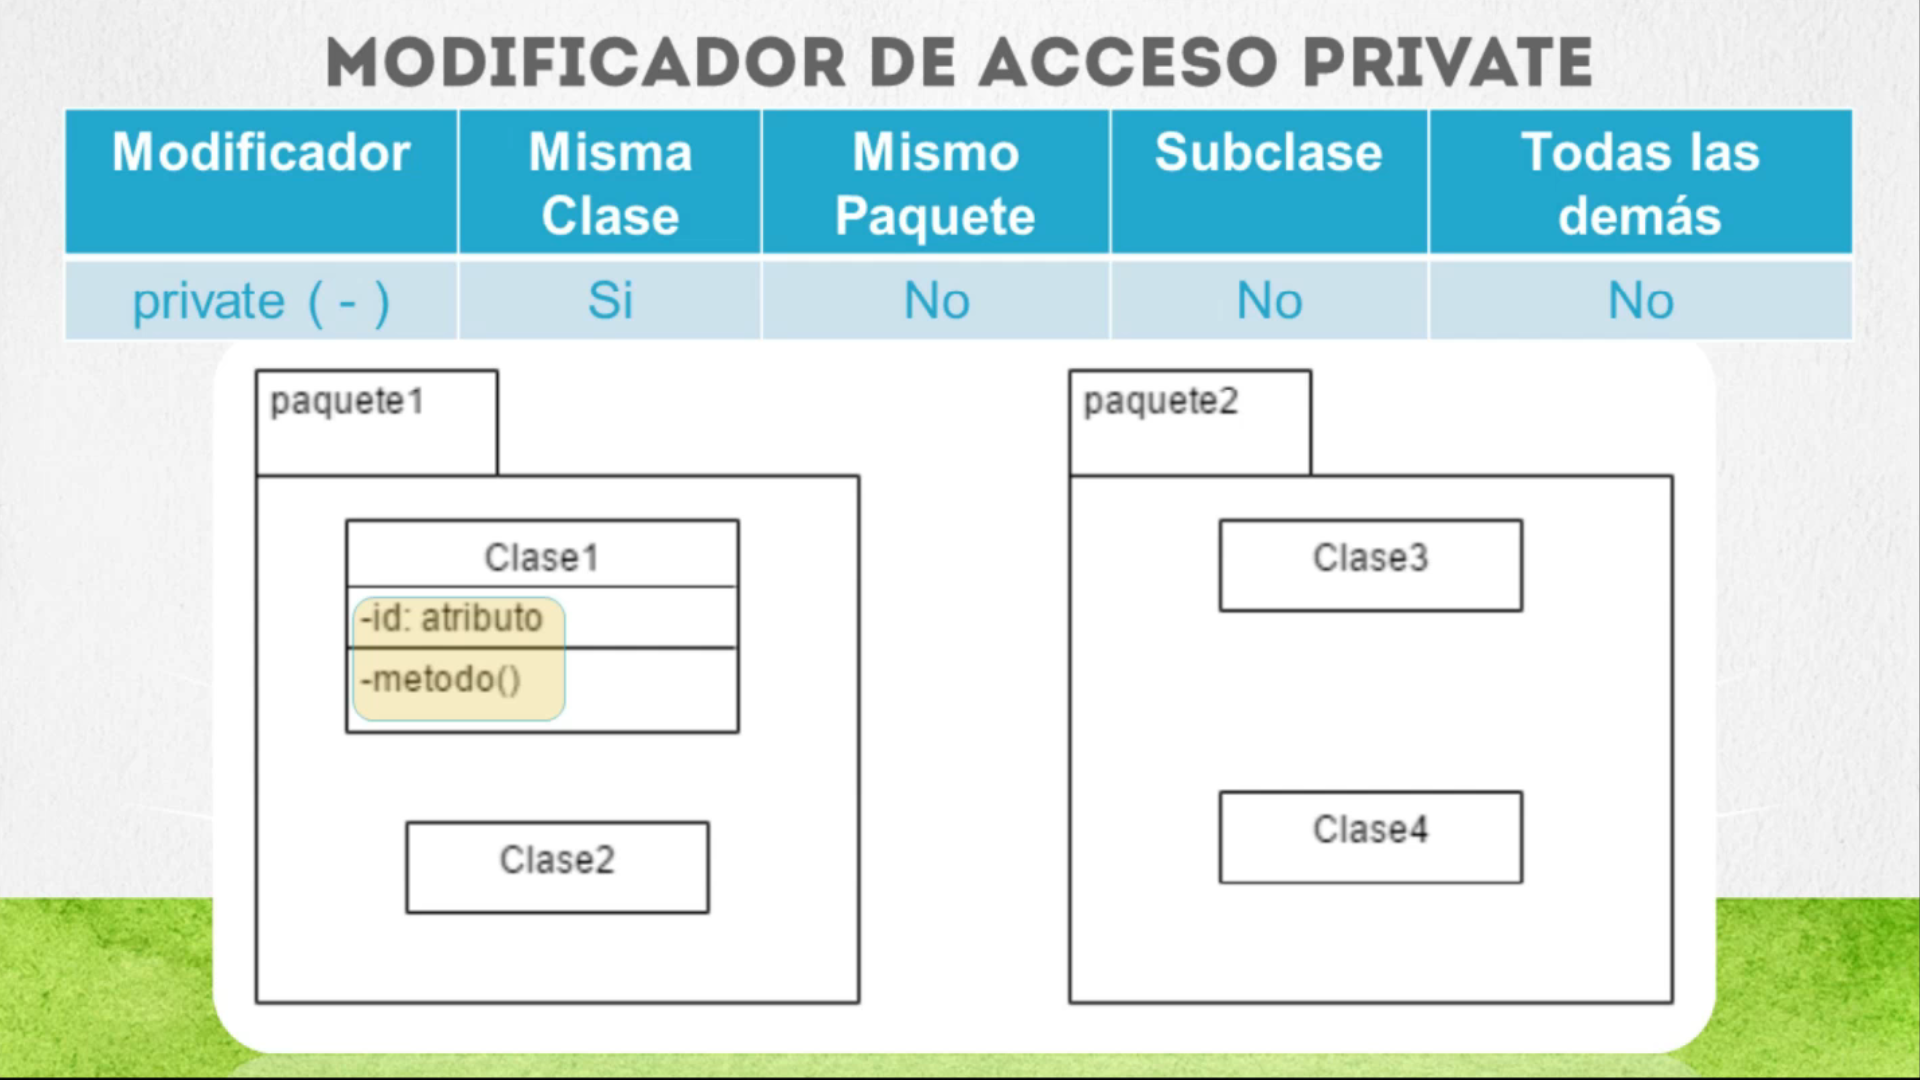 MODIFICADOR DE ACCESO PRIVATE
Modificador Misma Clase Mismo Paquete Subclase Todas las demás
private ( - ) Si No No No
paquete1
Clase1
-id: atributo
-metodo()
Clase2
paquete2
Clase3
Clase4